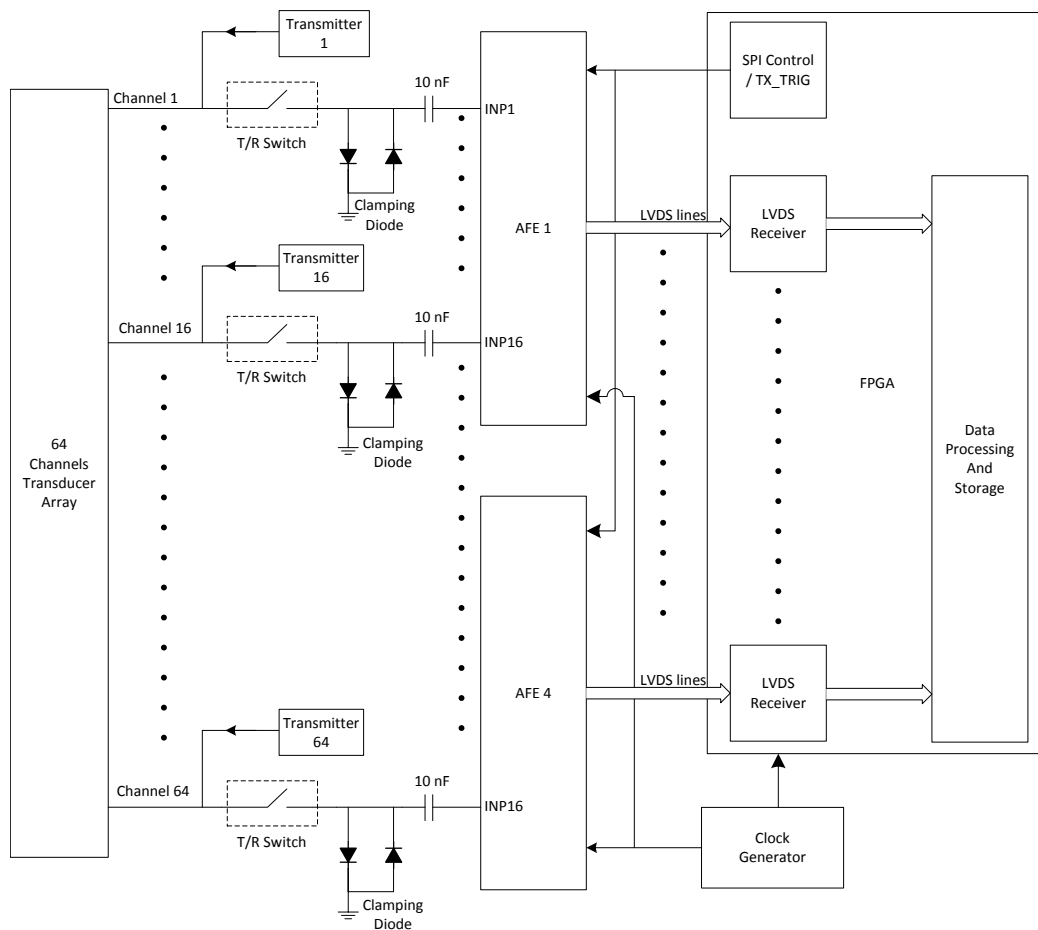 Transmitter
1
SPI Control
/ TX_TRIG
10 nF
Channel 1
INP1
T/R Switch
Clamping
Diode
AFE 1
LVDS lines
LVDS
Receiver
Transmitter
16
10 nF
Channel 16
INP16
T/R Switch
Clamping
Diode
FPGA
64
Channels
Transducer
Array
Data
Processing
And
Storage
AFE 4
LVDS lines
LVDS
Receiver
Transmitter
64
10 nF
Channel 64
INP16
T/R Switch
Clamping
Diode
Clock
Generator